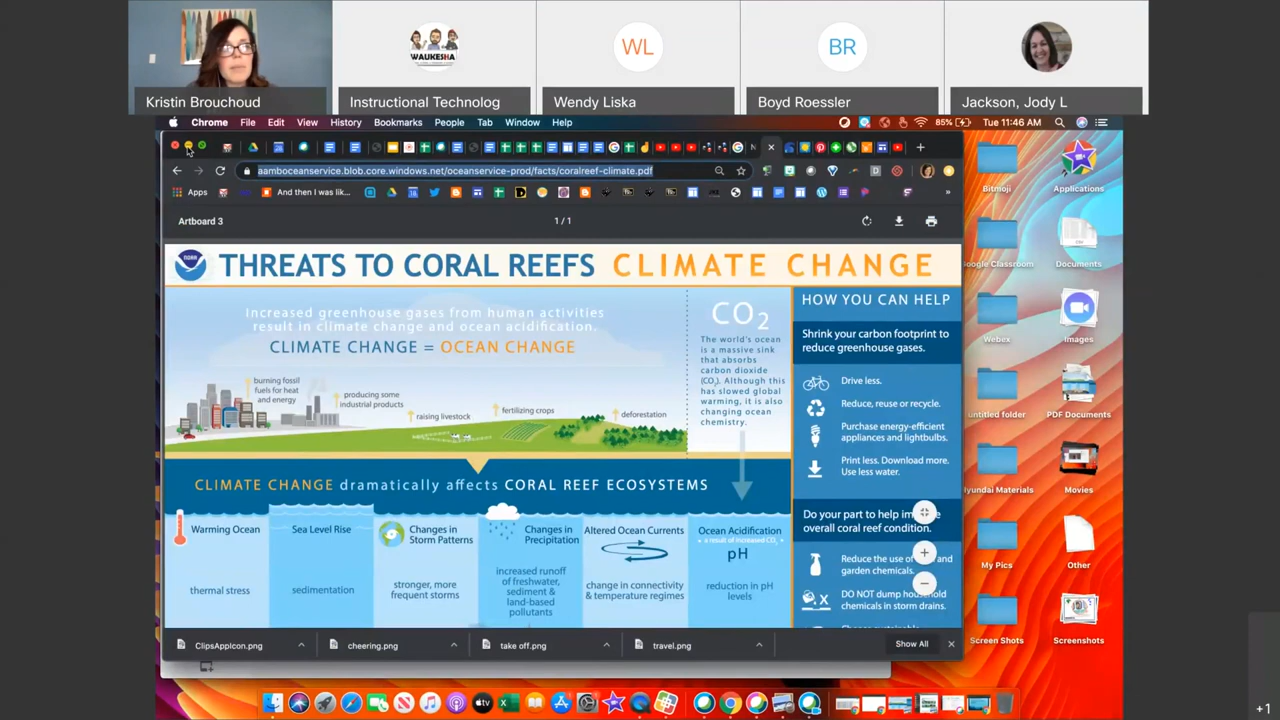 WAUKESHA
WL
BR
Kristin Brouchoud
Instructional Technolog
Wendy Liska
Boyd Roessler
Jackson, Jody L
Chrome File Edit View History Bookmarks People Tab Window Help
85% Tue 11:46 AM
aamboceanservice.blob.core.windows.net/oceanservice-prod/facts/coralreef-climate.pdf
Apps
And then I was like...
Artboard 3
1 / 1
NOAA
THREATS TO CORAL REEFS CLIMATE CHANGE
Increased greenhouse gases from human activities
result in climate change and ocean acidification.
CLIMATE CHANGE = OCEAN CHANGE
burning fossil
fuels for heat
and energy
producing some
industrial products
raising livestock
fertilizing crops
deforestation
CO2
The world's ocean
is a massive sink
that absorbs
carbon dioxide
(CO2). Although this
has slowed global
warming, it is also
changing ocean
chemistry.
HOW YOU CAN HELP
Shrink your carbon footprint to
reduce greenhouse gases.
Drive less.
Reduce, reuse or recycle.
Purchase energy-efficient
appliances and lightbulbs.
Print less. Download more.
Use less water.
Do your part to help im e
overall coral reef condition.
Reduce the use of and
garden chemicals.
DO NOT dump household
chemicals in storm drains.
CLIMATE CHANGE dramatically affects CORAL REEF ECOSYSTEMS
Warming Ocean
thermal stress
Sea Level Rise
sedimentation
Changes in
Storm Patterns
stronger, more
frequent storms
Changes in
Precipitation
increased runoff
of freshwater,
sediment &
land-based
pollutants
Altered Ocean Currents
change in connectivity
& temperature regimes
Ocean Acidification
a result of increased CO2
pH
reduction in pH
levels
ClipsAppIcon.png
cheering.png
take off.png
travel.png
Show All
Bitmoji
Applications
oogle Classroom
Documents
Webex
Images
untitled folder
PDF Documents
Hyundai Materials
Movies
My Pics
Other
Screen Shots
Screenshots
+1